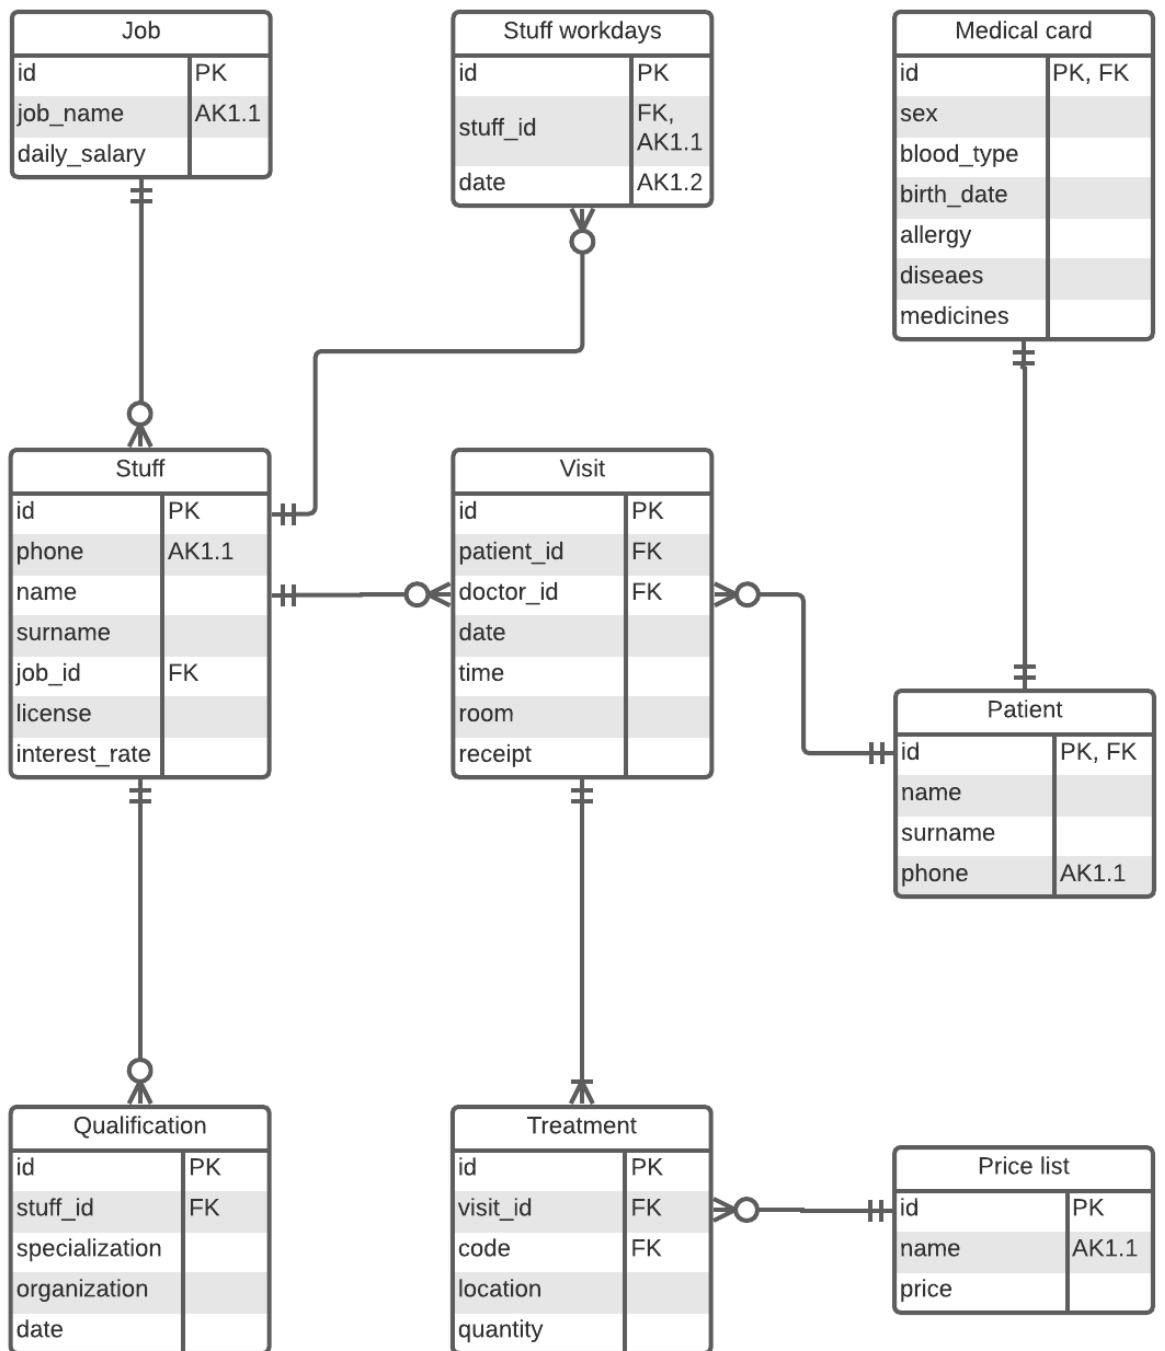 Job
id PK
job_name AK1.1
daily_salary
Stuff workdays
id PK
stuff_id FK,
AK1.1
date AK1.2
Medical card
id PK, FK
sex
blood_type
birth_date
allergy
diseaes
medicines
Stuff
id PK
phone AK1.1
name
surname
job_id FK
license
interest_rate
Visit
id PK
patient_id FK
doctor_id FK
date
time
room
receipt
Patient
id PK, FK
name
surname
phone AK1.1
Qualification
id PK
stuff_id FK
specialization
organization
date
Treatment
id PK
visit_id FK
code FK
location
quantity
Price list
id PK
name AK1.1
price